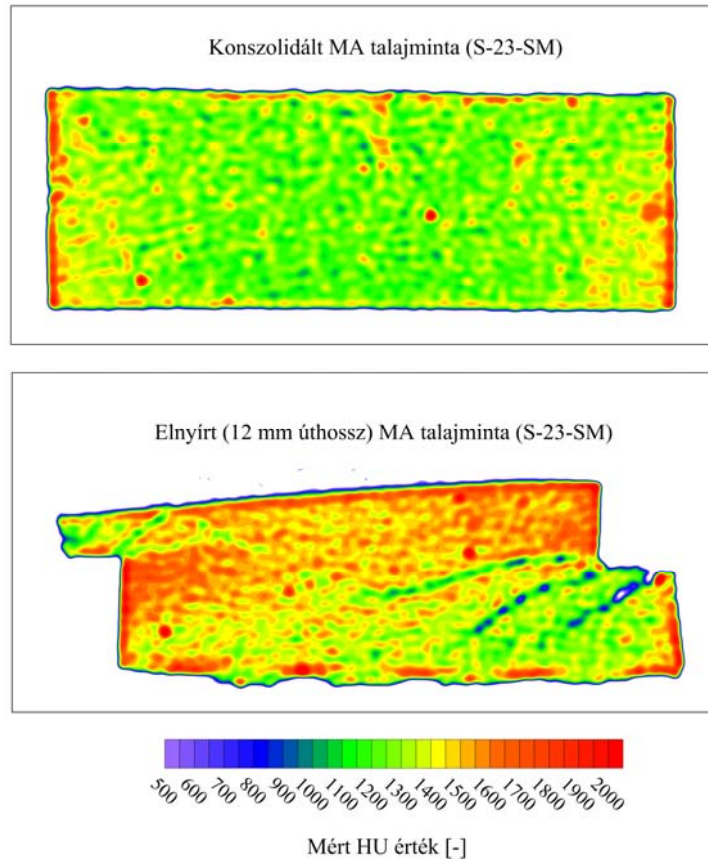 Konszolidált MA talajminta (S-23-SM)
Elnyírt (12 mm úthossz) MA talajminta (S-23-SM)
500 600 700 800 900 1000 1100 1200 1300 1400 1500 1600 1700 1800 1900 2000
Mért HU érték [-]